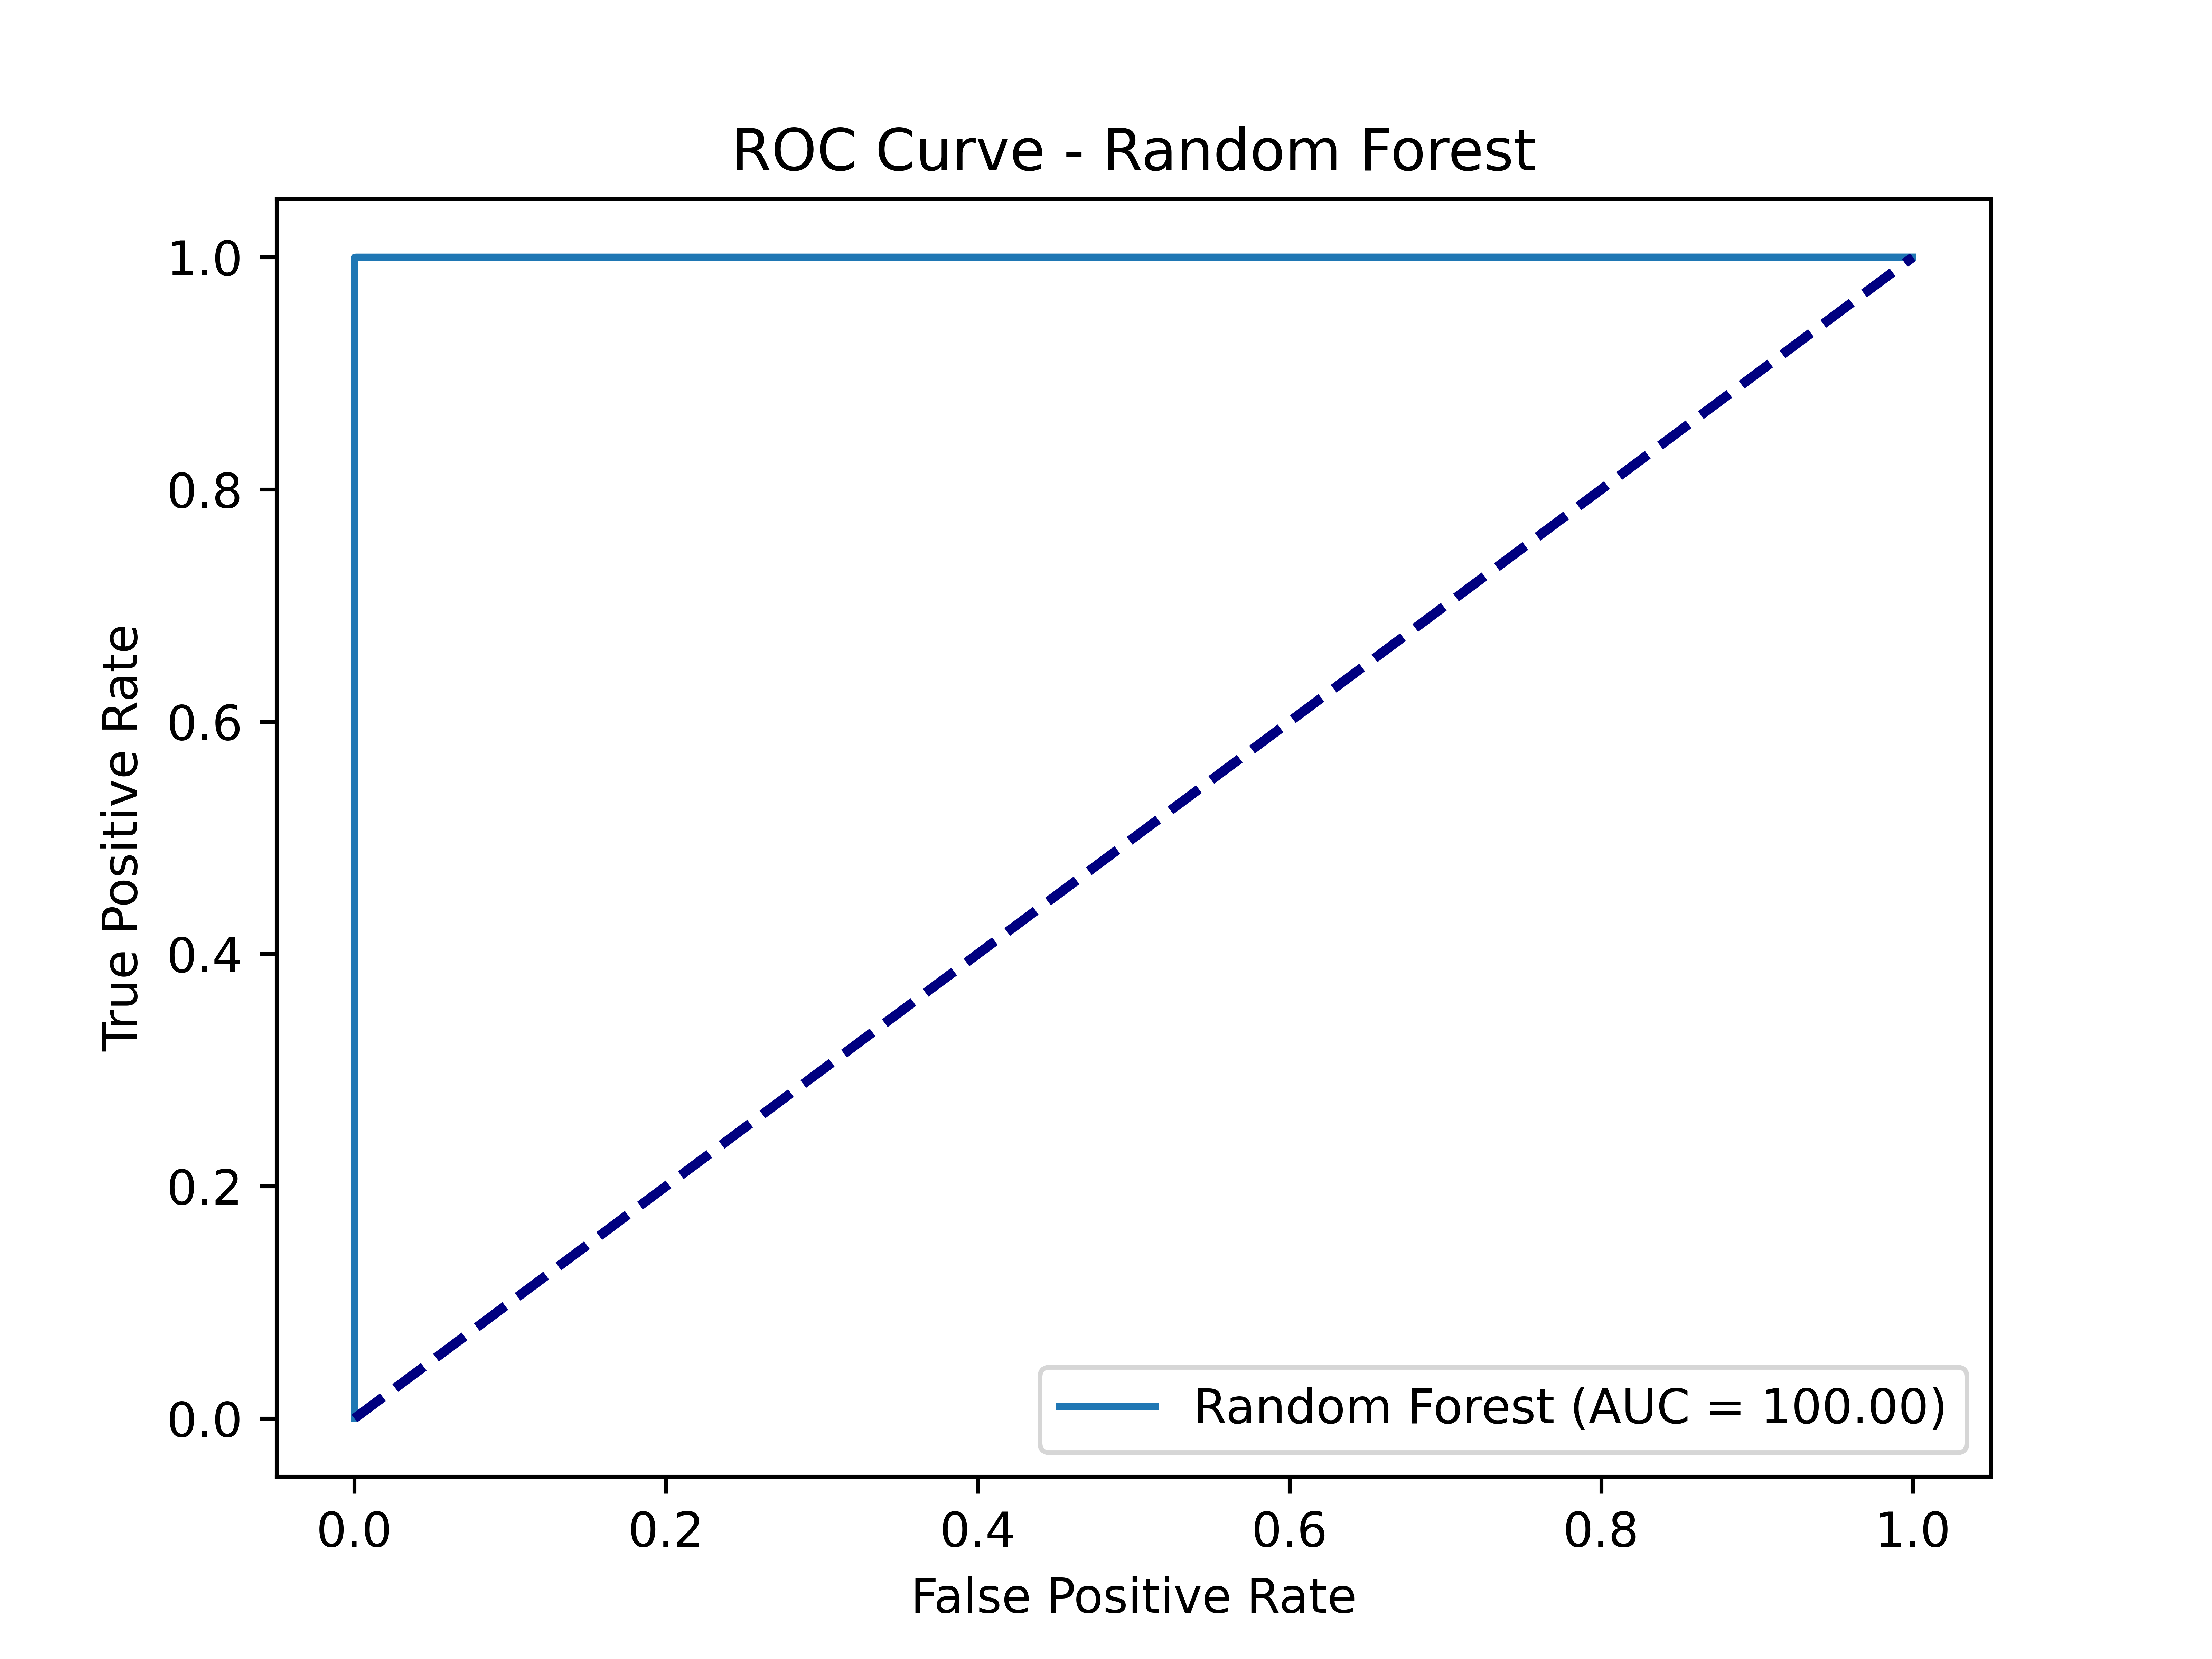 ROC Curve - Random Forest
True Positive Rate
1.0
0.8
0.6
0.4
0.2
0.0
Random Forest (AUC = 100.00)
0.0 0.2 0.4 0.6 0.8 1.0
False Positive Rate